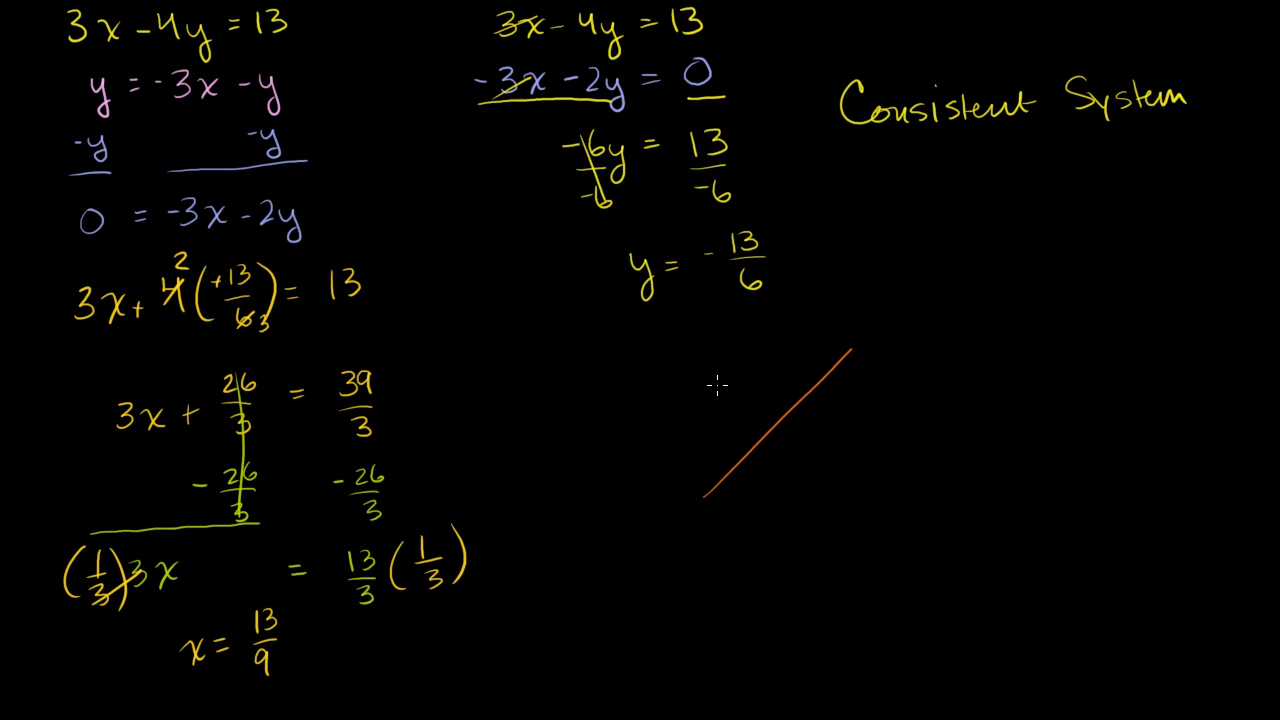 3x - 4y = 13
y = -3x - y
-y -y
0 = -3x - 2y
3x + 4(+13/6) = 13
2 3
3x + 26/3 = 39/3
- 26/3 -26/3
(1/3) 3x = 13/3 (1/3)
x = 13/9
3x - 4y = 13
-3x - 2y = 0
-6y = 13
-6 -6
y = - 13/6
Consistent System